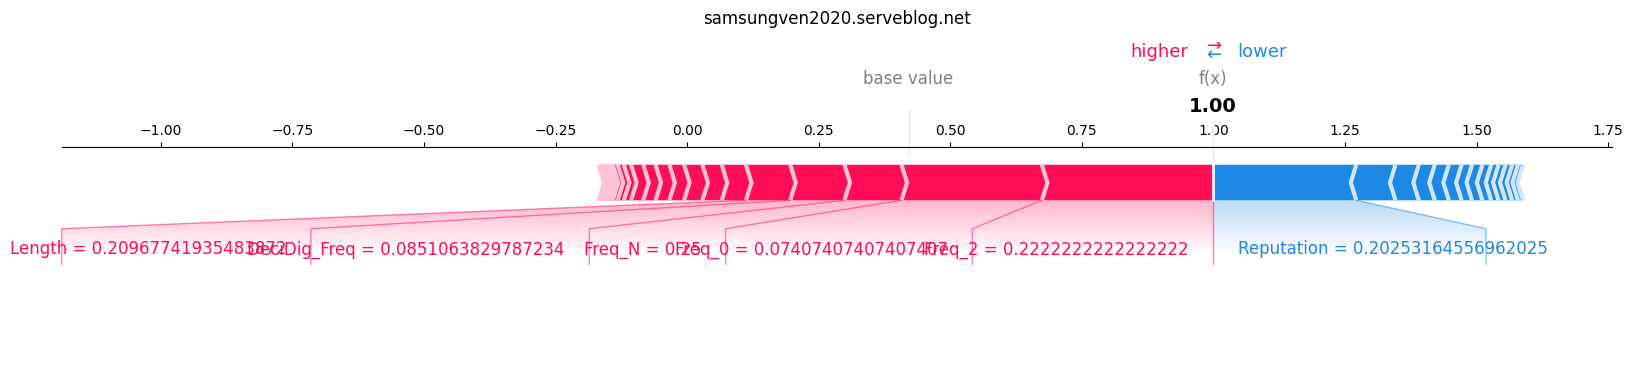 samsungven2020.serveblog.net
higher ⇄ lower
base value f(x)
1.00
−1.00 −0.75 −0.50 −0.25 0.00 0.25 0.50 0.75 1.00 1.25 1.50 1.75
Length = 0.20967741935483872 DeciDig_Freq = 0.0851063829787234 Freq_N = 0.25 Freq_0 = 0.07407407407407407 Freq_2 = 0.2222222222222222 Reputation = 0.20253164556962025